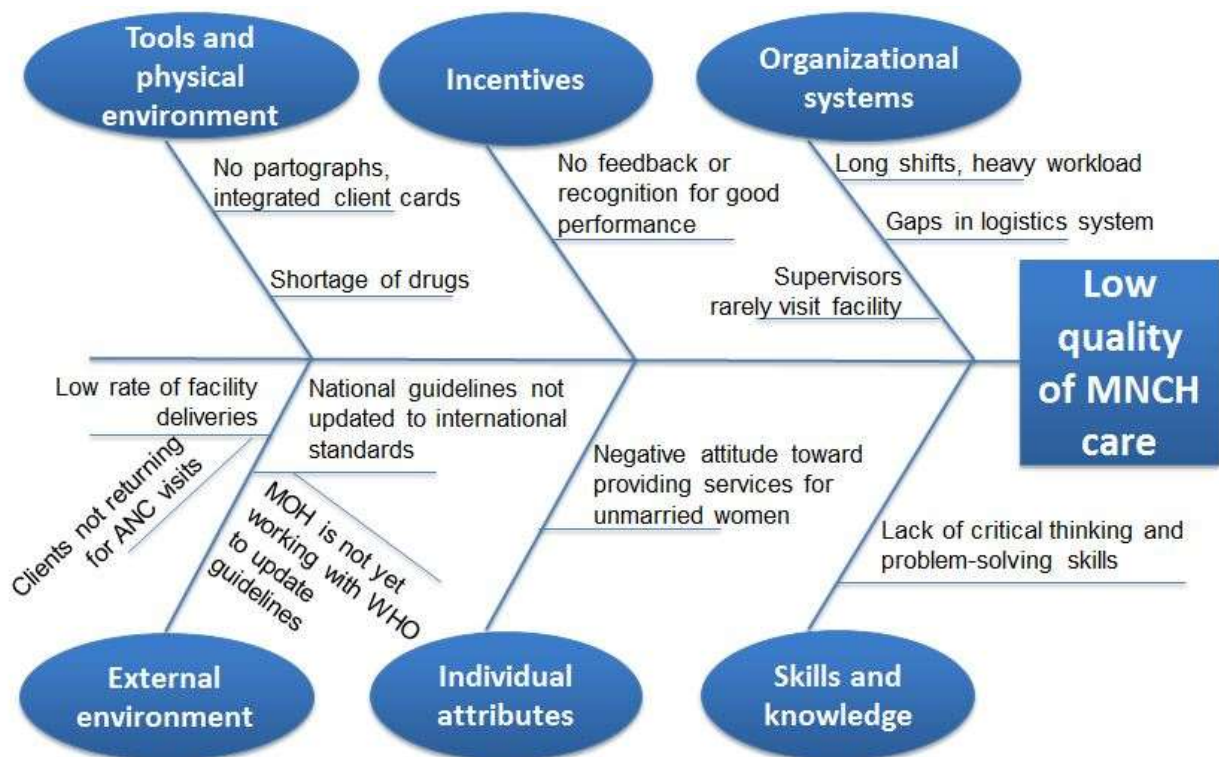 Tools and
physical
environment
Incentives
Organizational
systems
No partographs,
integrated client cards
Shortage of drugs
No feedback or
recognition for good
performance
Long shifts, heavy workload
Gaps in logistics system
Supervisors
rarely visit facility
Low
quality
of MNCH
care
Low rate of facility
deliveries
Clients not returning
for ANC visits
National guidelines not
updated to international
standards
MOH is not yet
working with WHO
to update
guidelines
Negative attitude toward
providing services for
unmarried women
Lack of critical thinking and
problem-solving skills
External
environment
Individual
attributes
Skills and
knowledge